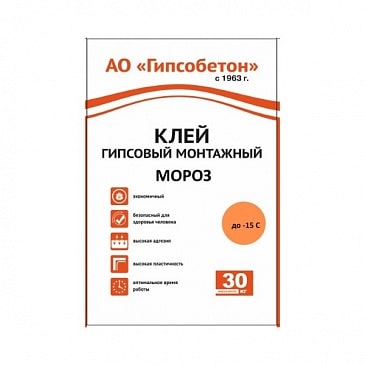 АО «Гипсобетон»
с 1963 г.
КЛЕЙ
ГИПСОВЫЙ МОНТАЖНЫЙ
МОРОЗ
экономичный
безопасный для
здоровья человека
до -15 С
высокая адгезия
высокая пластичность
оптимальное время
работы
30
КГ